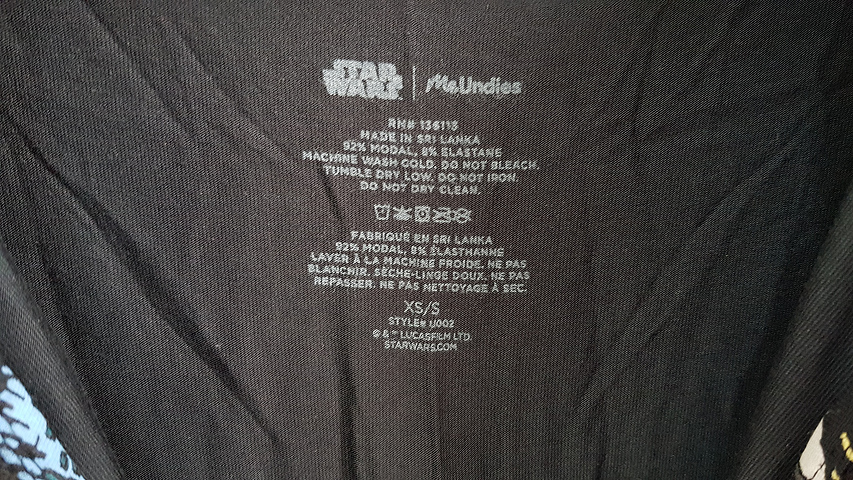 STAR WARS | MeUndies
RN# 136113
MADE IN SRI LANKA
92% MODAL, 8% ELASTANE
MACHINE WASH COLD. DO NOT BLEACH.
TUMBLE DRY LOW. DO NOT IRON.
DO NOT DRY CLEAN.
FABRIQUÉ EN SRI LANKA
92% MODAL, 8% ÉLASTHANNE
LAVER À LA MACHINE FROIDE. NE PAS
BLANCHIR. SÈCHE-LINGE DOUX. NE PAS
REPASSER. NE PAS NETTOYAGE À SEC.
XS/S
STYLE# U002
© & ™ LUCASFILM LTD.
STARWARS.COM